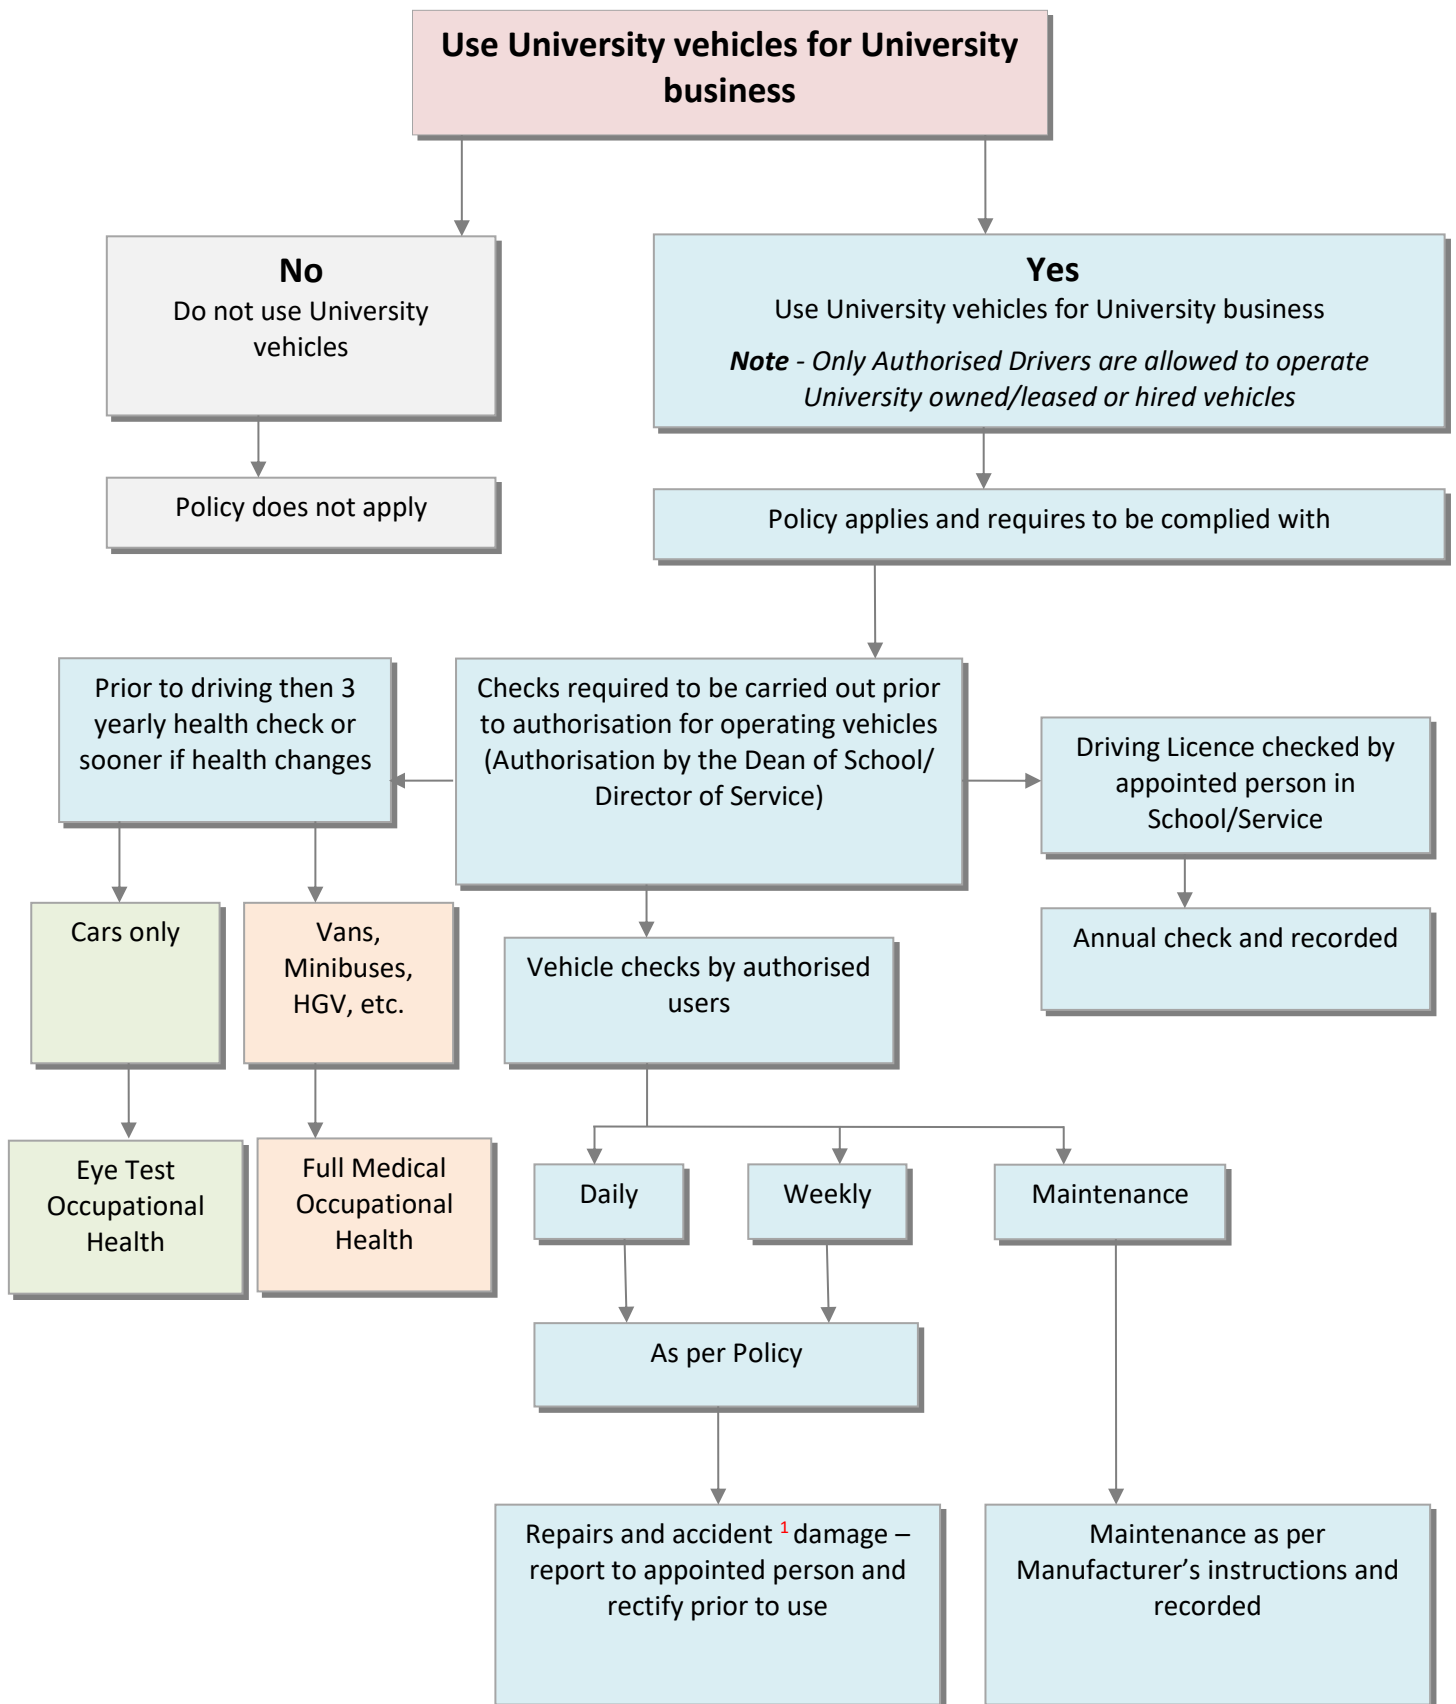 Use University vehicles for University
business
No
Do not use University
vehicles
Yes
Use University vehicles for University business
Note - Only Authorised Drivers are allowed to operate
University owned/leased or hired vehicles
Policy does not apply
Policy applies and requires to be complied with
Prior to driving then 3
yearly health check or
sooner if health changes
Checks required to be carried out prior
to authorisation for operating vehicles
(Authorisation by the Dean of School/
Director of Service)
Driving Licence checked by
appointed person in
School/Service
Cars only
Vans,
Minibuses,
HGV, etc.
Vehicle checks by authorised
users
Annual check and recorded
Eye Test
Occupational
Health
Full Medical
Occupational
Health
Daily
Weekly
Maintenance
As per Policy
Repairs and accident 1 damage –
report to appointed person and
rectify prior to use
Maintenance as per
Manufacturer’s instructions and
recorded